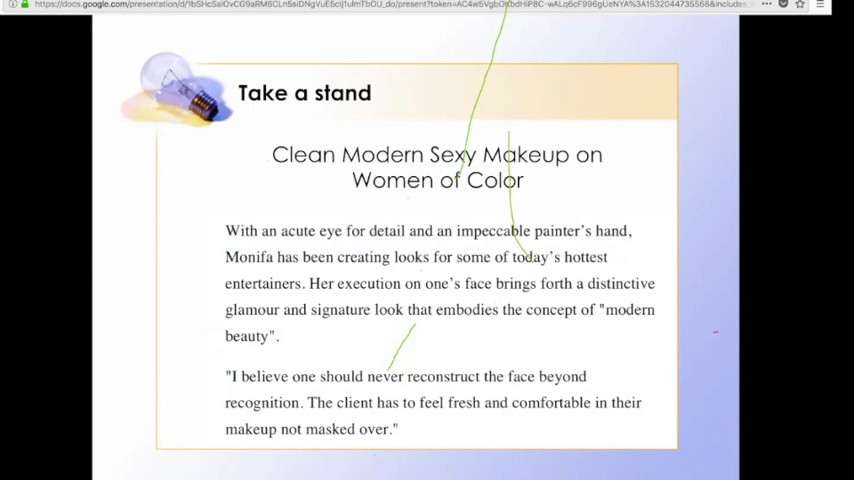 Take a stand
Clean Modern Sexy Makeup on
Women of Color
With an acute eye for detail and an impeccable painter's hand,
Monifa has been creating looks for some of today's hottest
entertainers. Her execution on one's face brings forth a distinctive
glamour and signature look that embodies the concept of "modern
beauty".
"I believe one should never reconstruct the face beyond
recognition. The client has to feel fresh and comfortable in their
makeup not masked over."